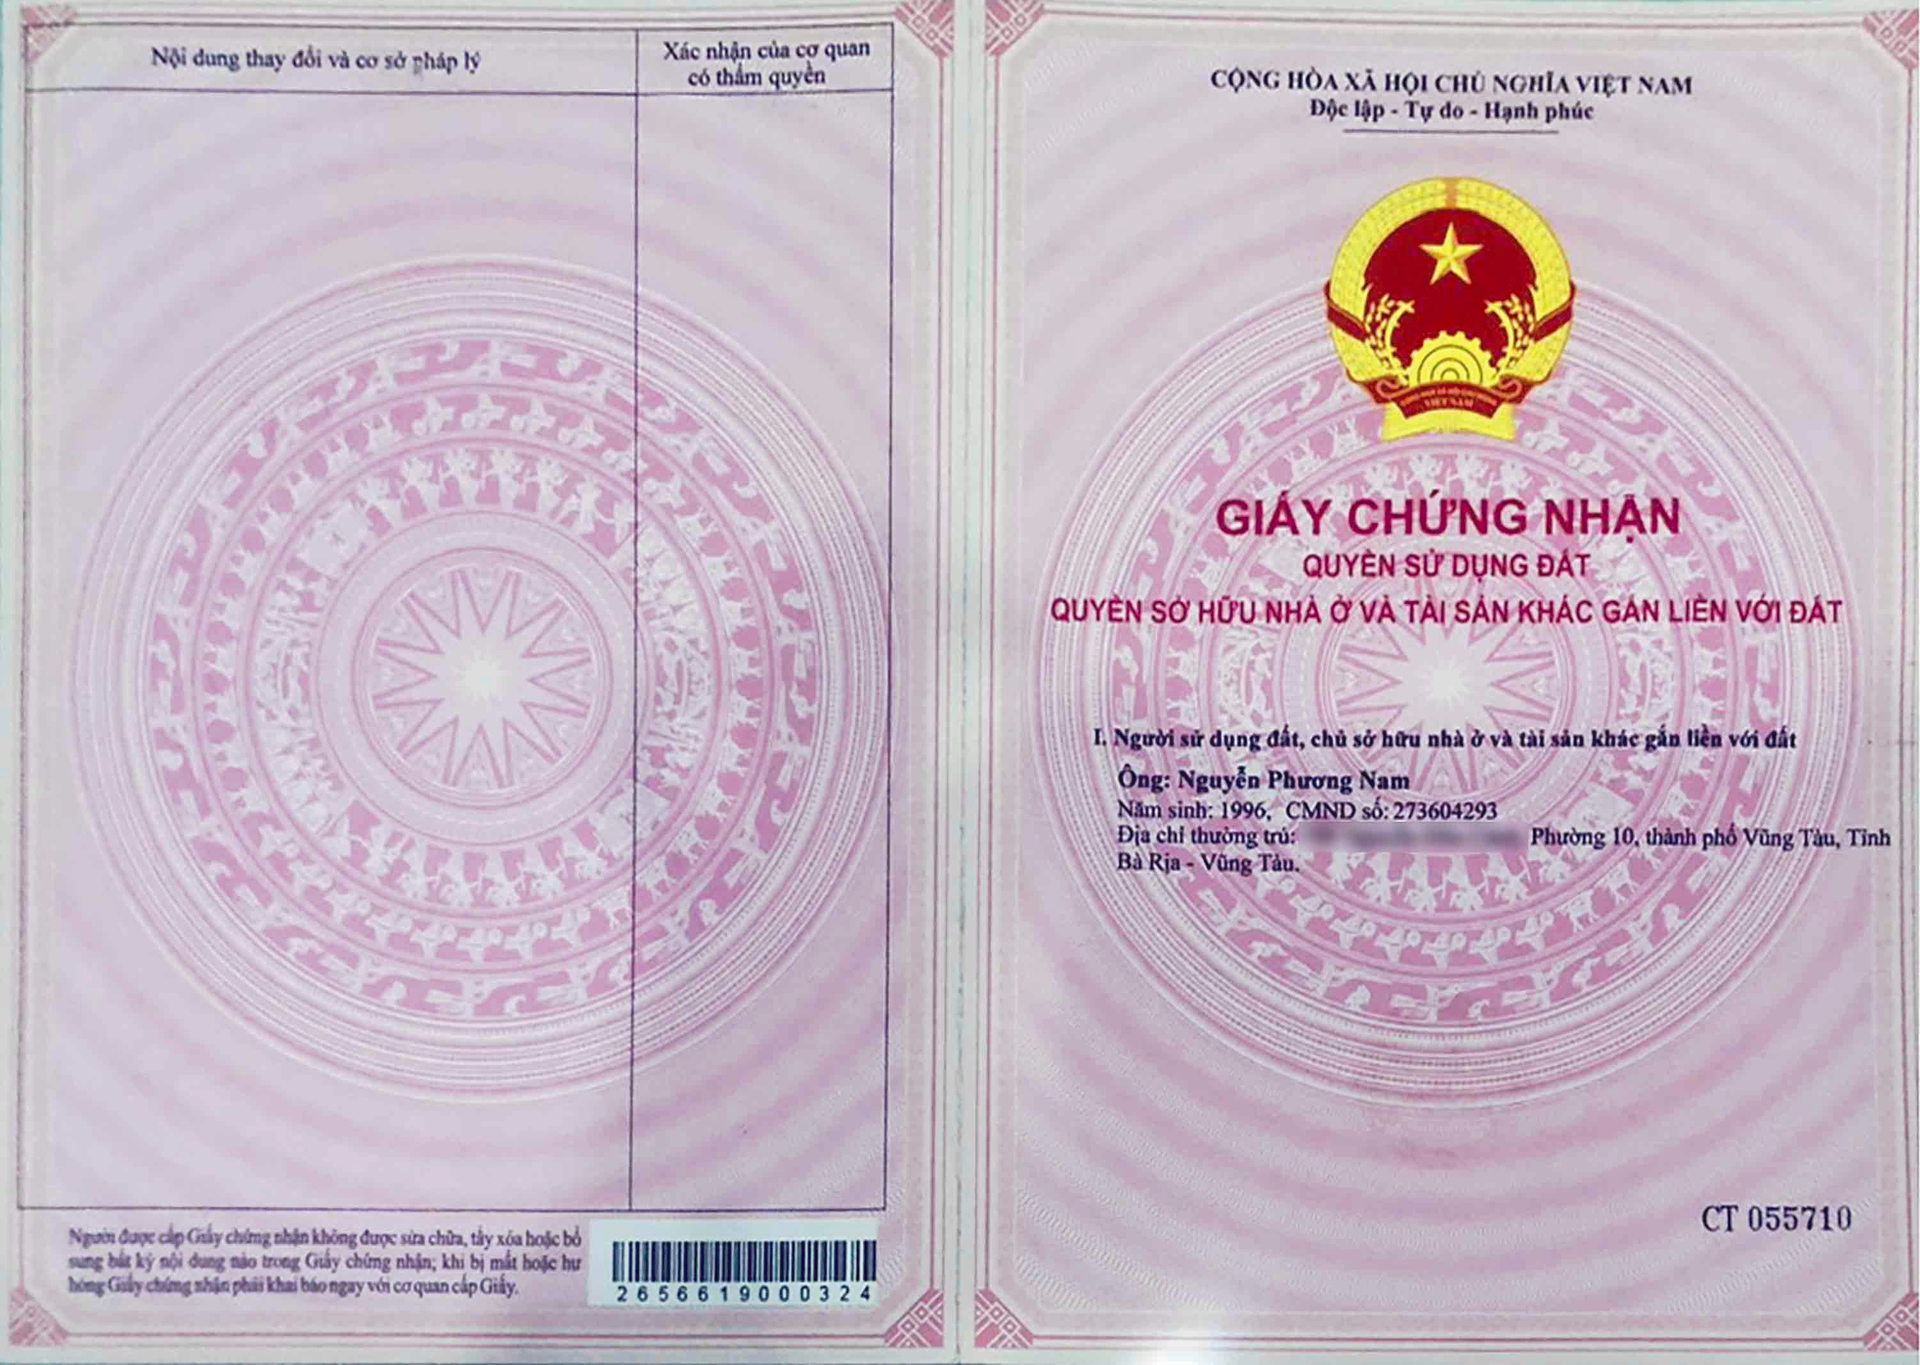 Nội dung thay đổi và cơ sở pháp lý
Xác nhận của cơ quan
có thẩm quyền
Người được cấp Giấy chứng nhận không được sửa chữa, tẩy xóa hoặc bổ
sung bất kỳ nội dung nào trong Giấy chứng nhận; khi bị mất hoặc hư
hỏng Giấy chứng nhận phải khai báo ngay với cơ quan cấp Giấy.
2656619000324
CỘNG HÒA XÃ HỘI CHỦ NGHĨA VIỆT NAM
Độc lập - Tự do - Hạnh phúc
VIỆT NAM
GIẤY CHỨNG NHẬN
QUYỀN SỬ DỤNG ĐẤT
QUYỀN SỞ HỮU NHÀ Ở VÀ TÀI SẢN KHÁC GẮN LIỀN VỚI ĐẤT
I. Người sử dụng đất, chủ sở hữu nhà ở và tài sản khác gắn liền với đất
Ông: Nguyễn Phương Nam
Năm sinh: 1996, CMND số: 273604293
Địa chỉ thường trú: Phường 10, thành phố Vũng Tàu, Tỉnh
Bà Rịa - Vũng Tàu.
CT 055710